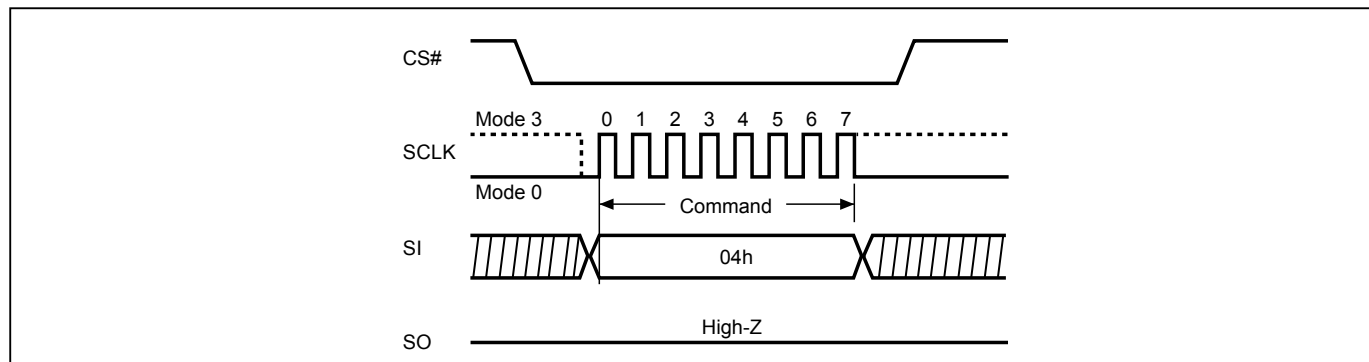 CS#
Mode 3
0 1 2 3 4 5 6 7
SCLK
Mode 0
Command
SI
04h
High-Z
SO